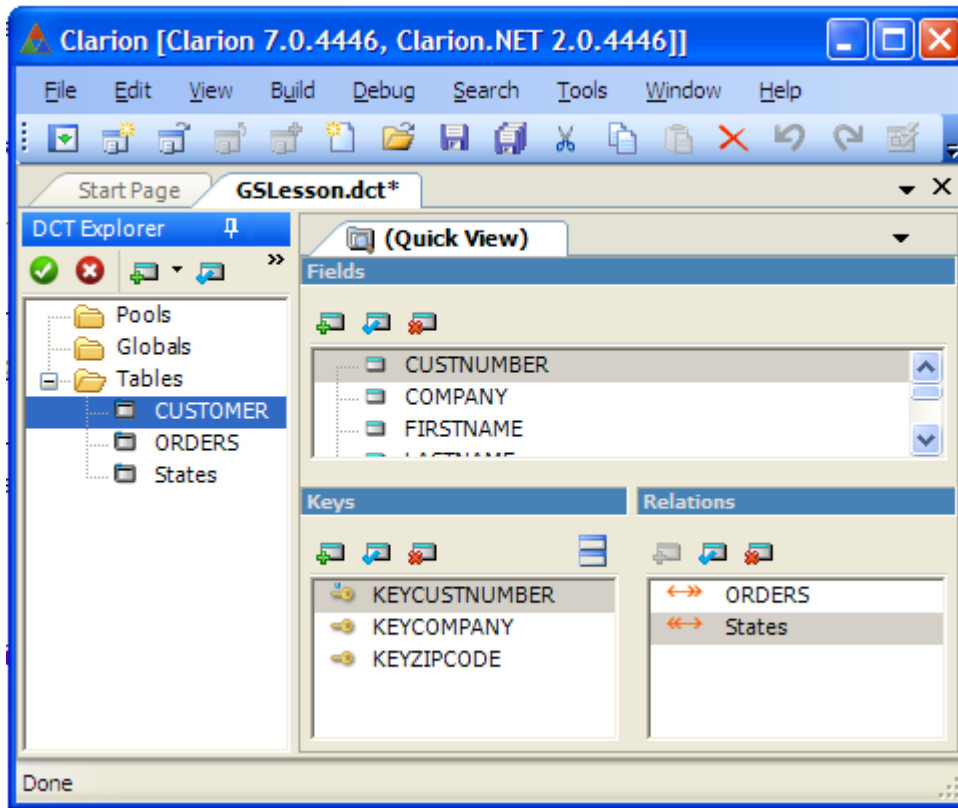 Clarion [Clarion 7.0.4446, Clarion.NET 2.0.4446]]
File Edit View Build Debug Search Tools Window Help
Start Page GSLesson.dct*
DCT Explorer
(Quick View)
Fields
Pools
Globals
Tables
CUSTOMER
ORDERS
States
CUSTNUMBER
COMPANY
FIRSTNAME
LASTNAME
Keys
KEYCUSTNUMBER
KEYCOMPANY
KEYZIPCODE
Relations
ORDERS
States
Done